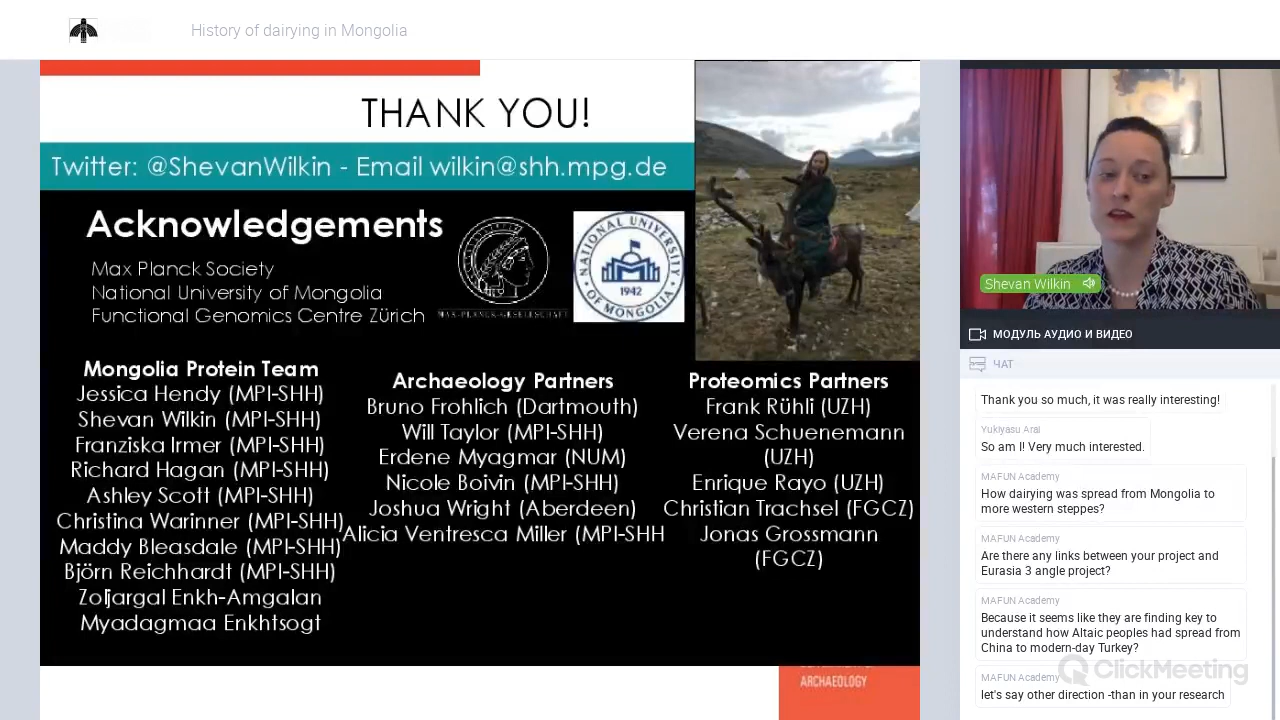 History of dairying in Mongolia
THANK YOU!
Twitter: @ShevanWilkin - Email wilkin@shh.mpg.de
Acknowledgements
Max Planck Society
National University of Mongolia
Functional Genomics Centre Zürich
MAX-PLANCK-GESELLSCHAFT
NATIONAL UNIVERSITY
OF MONGOLIA
1942
Mongolia Protein Team
Jessica Hendy (MPI-SHH)
Shevan Wilkin (MPI-SHH)
Franziska Irmer (MPI-SHH)
Richard Hagan (MPI-SHH)
Ashley Scott (MPI-SHH)
Christina Warinner (MPI-SHH)
Maddy Bleasdale (MPI-SHH)
Björn Reichhardt (MPI-SHH)
Zoljargal Enkh-Amgalan
Myadagmaa Enkhtsogt
Archaeology Partners
Bruno Frohlich (Dartmouth)
Will Taylor (MPI-SHH)
Erdene Myagmar (NUM)
Nicole Boivin (MPI-SHH)
Joshua Wright (Aberdeen)
Alicia Ventresca Miller (MPI-SHH
Proteomics Partners
Frank Rühli (UZH)
Verena Schuenemann
(UZH)
Enrique Rayo (UZH)
Christian Trachsel (FGCZ)
Jonas Grossmann
(FGCZ)
ARCHAEOLOGY
Shevan Wilkin
МОДУЛЬ АУДИО И ВИДЕО
ЧАТ
Thank you so much, it was really interesting!
Yukiyasu Arai
So am I! Very much interested.
MAFUN Academy
How dairying was spread from Mongolia to
more western steppes?
MAFUN Academy
Are there any links between your project and
Eurasia 3 angle project?
MAFUN Academy
Because it seems like they are finding key to
understand how Altaic peoples had spread from
China to modern-day Turkey?
MAFUN Academy
let's say other direction -than in your research
ClickMeeting